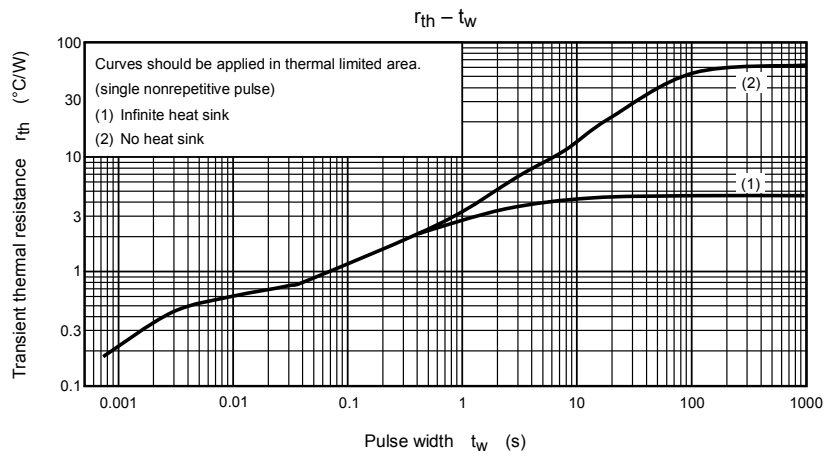 rth – tw
Curves should be applied in thermal limited area.
(single nonrepetitive pulse)
(1) Infinite heat sink
(2) No heat sink
Transient thermal resistance rth (°C/W)
100
30
10
3
1
0.3
0.1
(2)
(1)
0.001 0.01 0.1 1 10 100 1000
Pulse width tw (s)